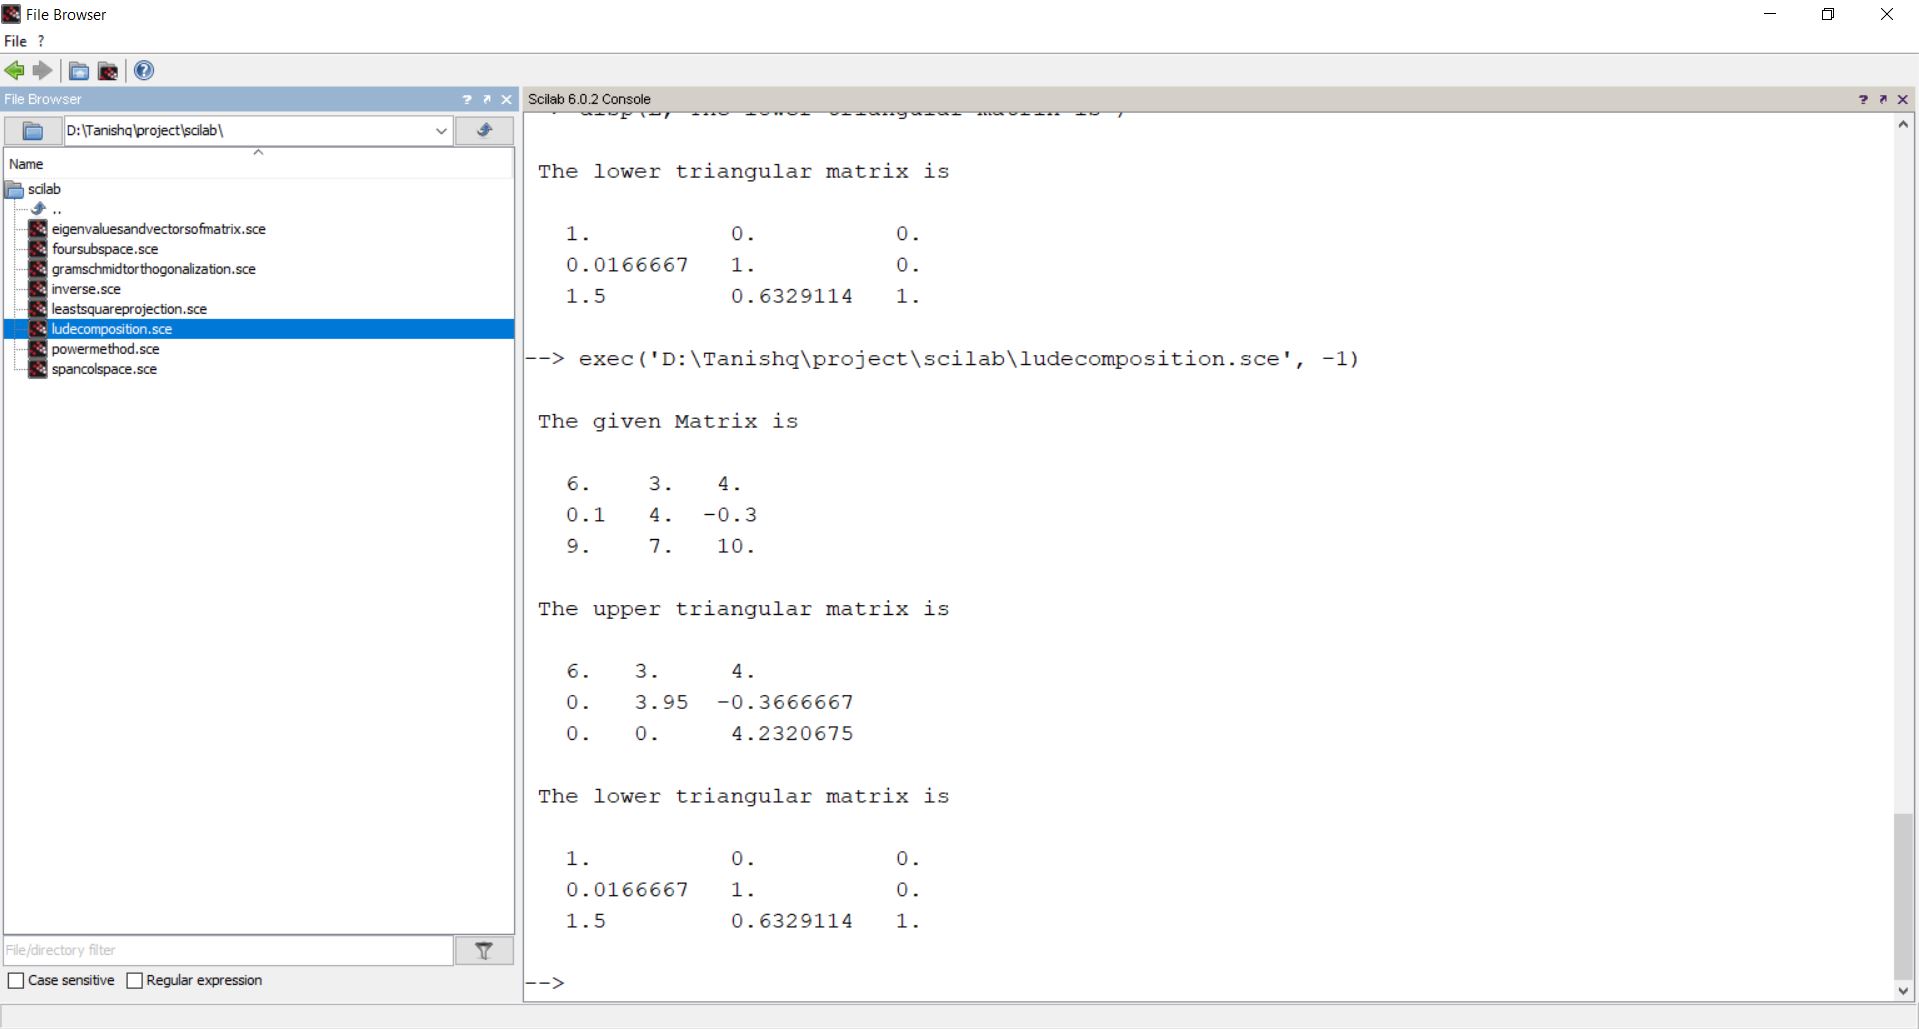 File Browser
File ?
File Browser ? ×
D:\Tanishq\project\scilab\
Name
scilab
..
eigenvaluesandvectorsofmatrix.sce
foursubspace.sce
gramschmidtorthogonalization.sce
inverse.sce
leastsquareprojection.sce
ludecomposition.sce
powermethod.sce
spancolspace.sce
File/directory filter
Case sensitive Regular expression
Scilab 6.0.2 Console ? ×
The lower triangular matrix is
1. 0. 0.
0.0166667 1. 0.
1.5 0.6329114 1.
--> exec('D:\Tanishq\project\scilab\ludecomposition.sce', -1)
The given Matrix is
6. 3. 4.
0.1 4. -0.3
9. 7. 10.
The upper triangular matrix is
6. 3. 4.
0. 3.95 -0.3666667
0. 0. 4.2320675
The lower triangular matrix is
1. 0. 0.
0.0166667 1. 0.
1.5 0.6329114 1.
-->